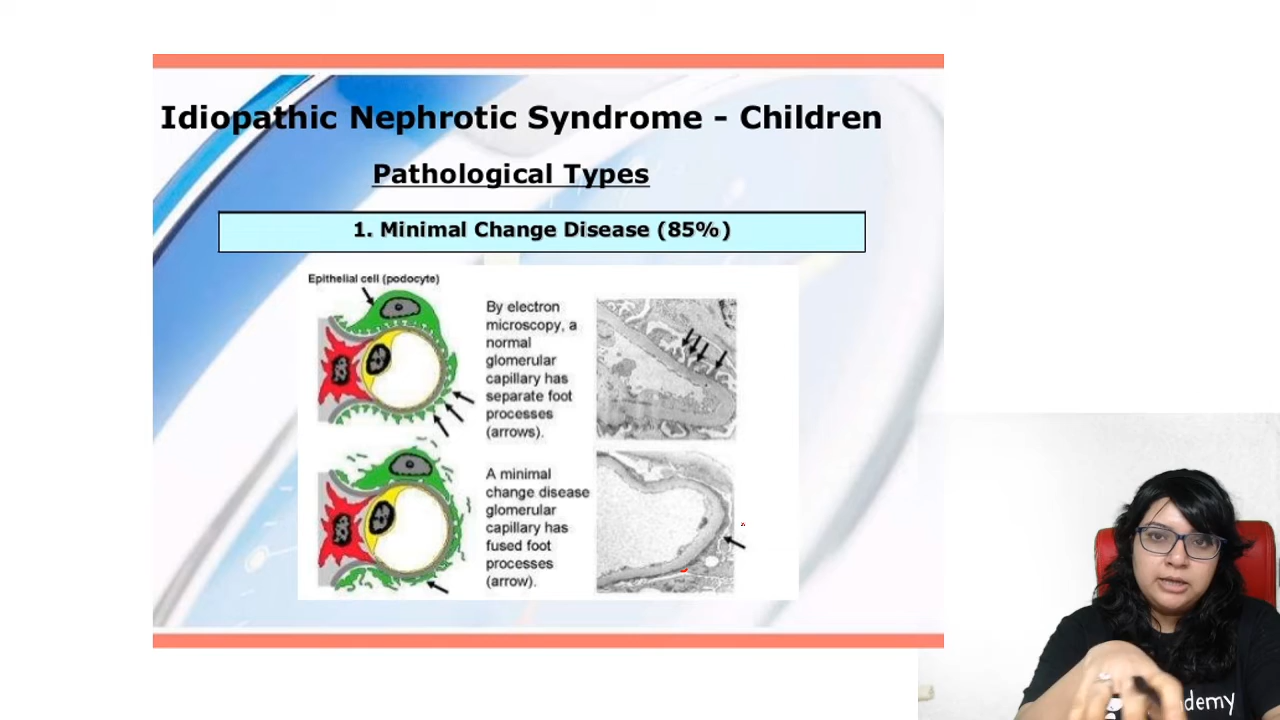 Idiopathic Nephrotic Syndrome - Children
Pathological Types
1. Minimal Change Disease (85%)
Epithelial cell (podocyte)
By electron
microscopy, a
normal
glomerular
capillary has
separate foot
processes
(arrows).
A minimal
change disease
glomerular
capillary has
fused foot
processes
(arrow).